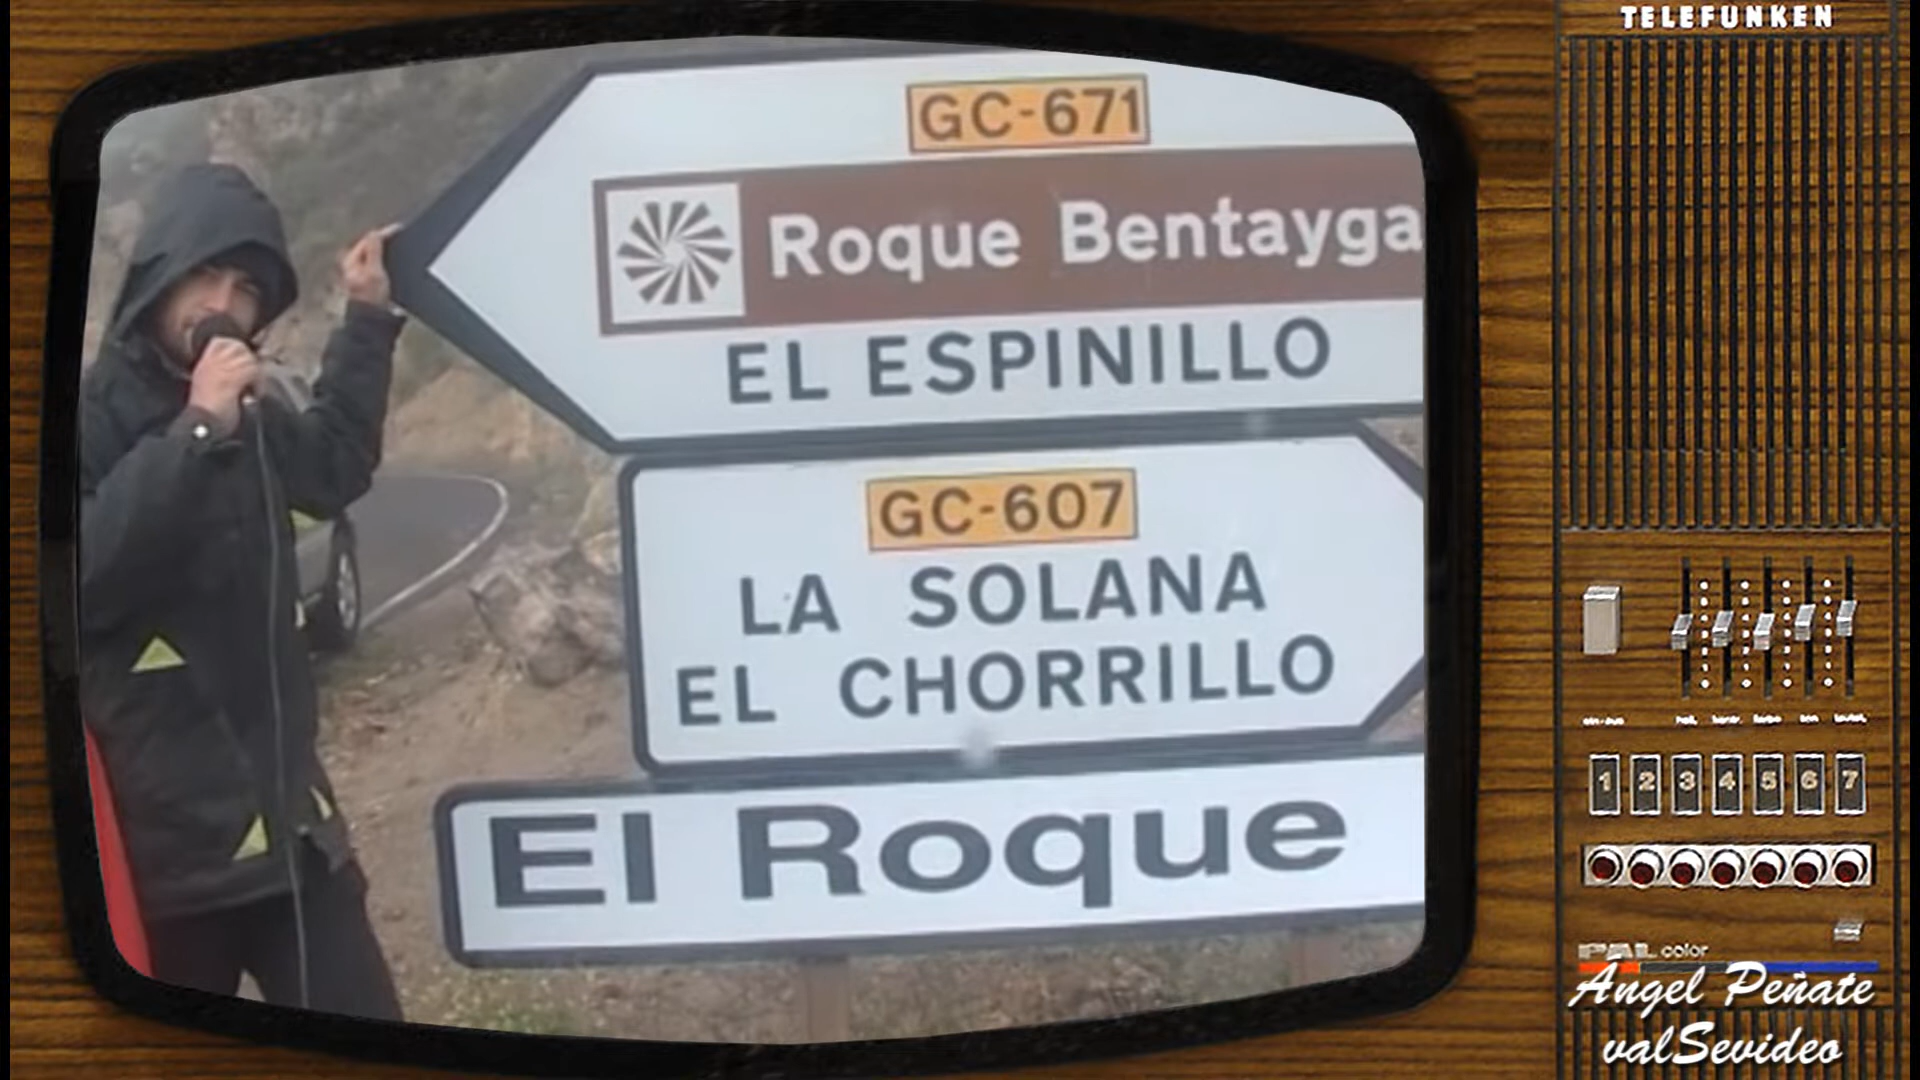 TELEFUNKEN
GC-671
Roque Bentayga
EL ESPINILLO
GC-607
LA SOLANA
EL CHORRILLO
El Roque
1 2 3 4 5 6 7
PAL color
Ángel Peñate
valSevideo